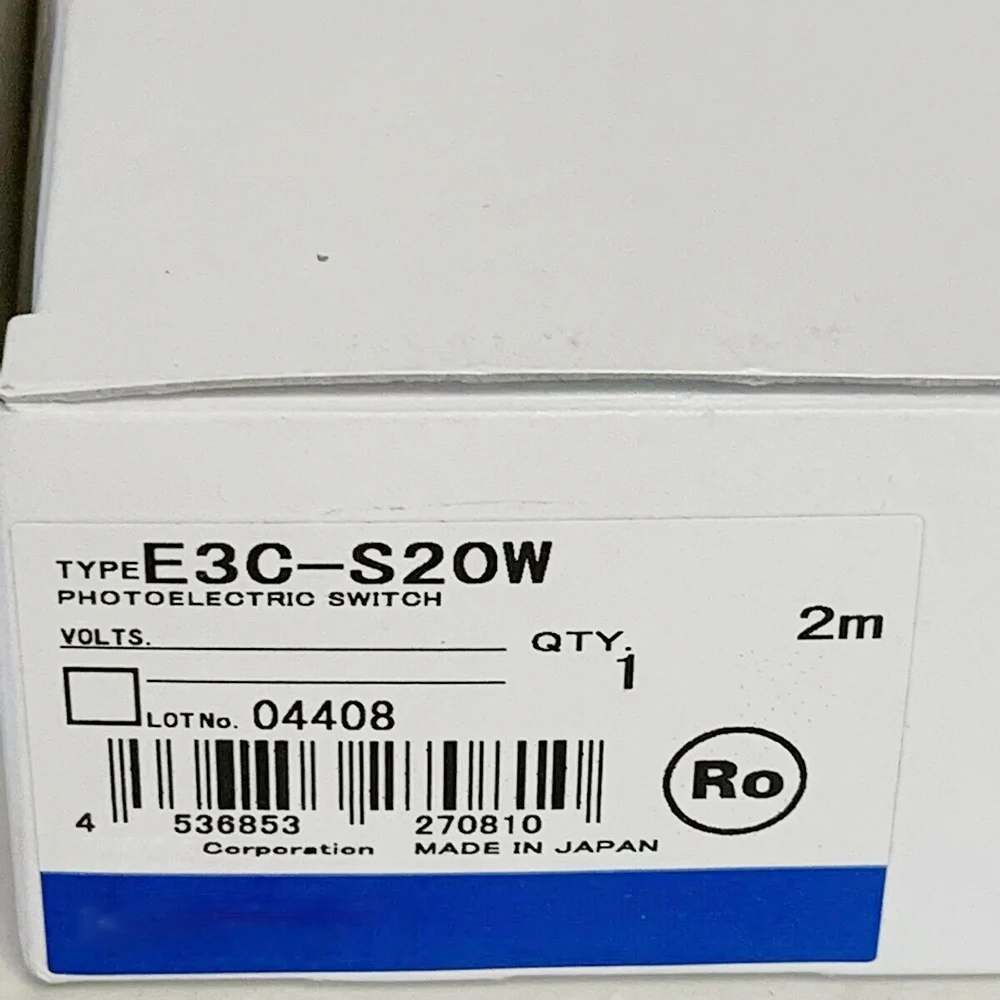 TYPE E3C-S20W
PHOTOELECTRIC SWITCH
VOLTS.
QTY.
2m
1
LOT No. 04408
Ro
4 536853 270810
Corporation MADE IN JAPAN